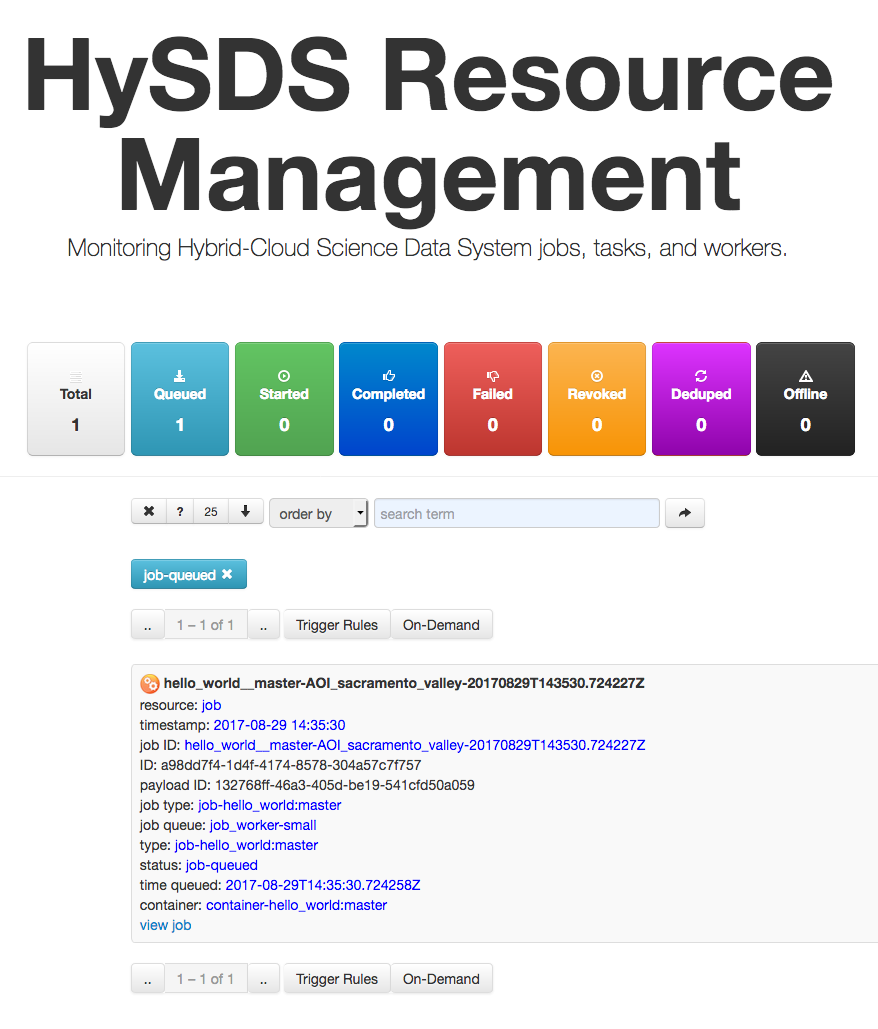 HySDS Resource
Management
Monitoring Hybrid-Cloud Science Data System jobs, tasks, and workers.
Total Queued Started Completed Failed Revoked Deduped Offline
1 1 0 0 0 0 0 0
? 25 order by search term
job-queued
.. 1 – 1 of 1 .. Trigger Rules On-Demand
hello_world__master-AOI_sacramento_valley-20170829T143530.724227Z
resource: job
timestamp: 2017-08-29 14:35:30
job ID: hello_world__master-AOI_sacramento_valley-20170829T143530.724227Z
ID: a98dd7f4-1d4f-4174-8578-304a57c7f757
payload ID: 132768ff-46a3-405d-be19-541cfd50a059
job type: job-hello_world:master
job queue: job_worker-small
type: job-hello_world:master
status: job-queued
time queued: 2017-08-29T14:35:30.724258Z
container: container-hello_world:master
view job
.. 1 – 1 of 1 .. Trigger Rules On-Demand